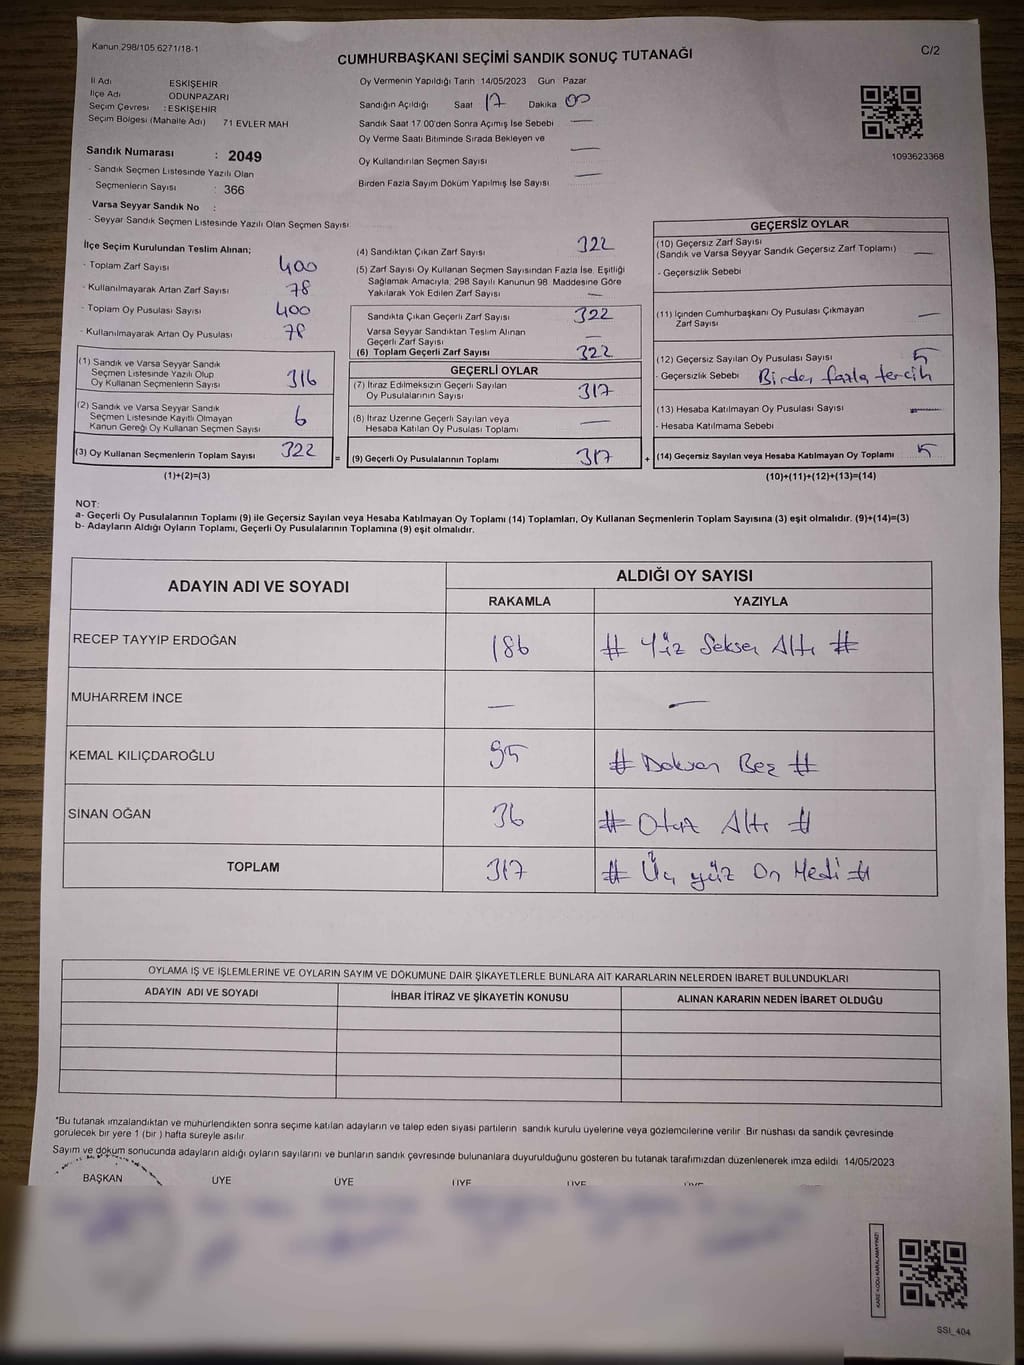 Kanun 298/105 6271/18-1
C/2
CUMHURBAŞKANI SEÇİMİ SANDIK SONUÇ TUTANAĞI
İl Adı ESKİŞEHİR
İlçe Adı ODUNPAZARI
Seçim Çevresi : ESKİŞEHİR
Seçim Bölgesi (Mahalle Adı) 71 EVLER MAH
Oy Vermenin Yapıldığı Tarih 14/05/2023 Gün Pazar
Sandığın Açıldığı Saat 17 Dakika 00
Sandık Saat 17 00'den Sonra Açımış İse Sebebi —
Oy Verme Saati Bitiminde Sırada Bekleyen ve
Oy Kullandırılan Seçmen Sayısı —
Birden Fazla Sayım Döküm Yapılmış İse Sayısı —
1093623368
Sandık Numarası : 2049
- Sandık Seçmen Listesinde Yazılı Olan
Seçmenlerin Sayısı : 366
Varsa Seyyar Sandık No :
- Seyyar Sandık Seçmen Listesinde Yazılı Olan Seçmen Sayısı
İlçe Seçim Kurulundan Teslim Alınan;
- Toplam Zarf Sayısı 400
- Kullanılmayarak Artan Zarf Sayısı 78
- Toplam Oy Pusulası Sayısı 400
- Kullanılmayarak Artan Oy Pusulası 78
(1) Sandık ve Varsa Seyyar Sandık
Seçmen Listesinde Yazılı Olup
Oy Kullanan Seçmenlerin Sayısı 316
(2) Sandık ve Varsa Seyyar Sandık
Seçmen Listesinde Kayıtlı Olmayan
Kanun Gereği Oy Kullanan Seçmen Sayısı 6
(3) Oy Kullanan Seçmenlerin Toplam Sayısı 322 =
(1)+(2)=(3)
(4) Sandıktan Çıkan Zarf Sayısı 322
(5) Zarf Sayısı Oy Kullanan Seçmen Sayısından Fazla İse, Eşitliği
Sağlamak Amacıyla, 298 Sayılı Kanunun 98 Maddesine Göre
Yakılarak Yok Edilen Zarf Sayısı —
Sandıkta Çıkan Geçerli Zarf Sayısı 322
Varsa Seyyar Sandıktan Teslim Alınan
Geçerli Zarf Sayısı —
(6) Toplam Geçerli Zarf Sayısı 322
GEÇERLİ OYLAR
(7) İtiraz Edilmeksizin Geçerli Sayılan
Oy Pusulalarının Sayısı 317
(8) İtiraz Üzerine Geçerli Sayılan veya
Hesaba Katılan Oy Pusulası Toplamı —
(9) Geçerli Oy Pusulalarının Toplamı 317 +
GEÇERSİZ OYLAR
(10) Geçersiz Zarf Sayısı
(Sandık ve Varsa Seyyar Sandık Geçersiz Zarf Toplamı) —
- Geçersizlik Sebebi
(11) İçinden Cumhurbaşkanı Oy Pusulası Çıkmayan
Zarf Sayısı —
(12) Geçersiz Sayılan Oy Pusulası Sayısı 5
- Geçersizlik Sebebi Birden fazla tercih
(13) Hesaba Katılmayan Oy Pusulası Sayısı —
- Hesaba Katılmama Sebebi
(14) Geçersiz Sayılan veya Hesaba Katılmayan Oy Toplamı 5
(10)+(11)+(12)+(13)=(14)
NOT:
a- Geçerli Oy Pusulalarının Toplamı (9) ile Geçersiz Sayılan veya Hesaba Katılmayan Oy Toplamı (14) Toplamları, Oy Kullanan Seçmenlerin Toplam Sayısına (3) eşit olmalıdır. (9)+(14)=(3)
b- Adayların Aldığı Oyların Toplamı, Geçerli Oy Pusulalarının Toplamına (9) eşit olmalıdır.
ADAYIN ADI VE SOYADI ALDIĞI OY SAYISI
RAKAMLA YAZIYLA
RECEP TAYYIP ERDOĞAN 186 # Yüz Seksen Altı #
MUHARREM İNCE — —
KEMAL KILIÇDAROĞLU 95 # Doksan Beş #
SİNAN OĞAN 36 # Otuz Altı #
TOPLAM 317 # Üç yüz On Yedi #
OYLAMA İŞ VE İŞLEMLERİNE VE OYLARIN SAYIM VE DÖKÜMÜNE DAİR ŞİKAYETLERLE BUNLARA AİT KARARLARIN NELERDEN İBARET BULUNDUKLARI
ADAYIN ADI VE SOYADI İHBAR İTİRAZ VE ŞİKAYETİN KONUSU ALINAN KARARIN NEDEN İBARET OLDUĞU
*Bu tutanak imzalandıktan ve mühürlendikten sonra seçime katılan adayların ve talep eden siyasi partilerin sandık kurulu üyelerine veya gözlemcilerine verilir Bir nüshası da sandık çevresinde
görülecek bir yere 1 (bir ) hafta süreyle asılır
Sayım ve döküm sonucunda adayların aldığı oyların sayılarını ve bunların sandık çevresinde bulunanlara duyurulduğunu gösteren bu tutanak tarafımızdan düzenlenerek imza edildi 14/05/2023
BAŞKAN ÜYE ÜYE ÜYE ÜYE ÜYE
KARE KODU KARALAMAYINIZ!
SSI_404